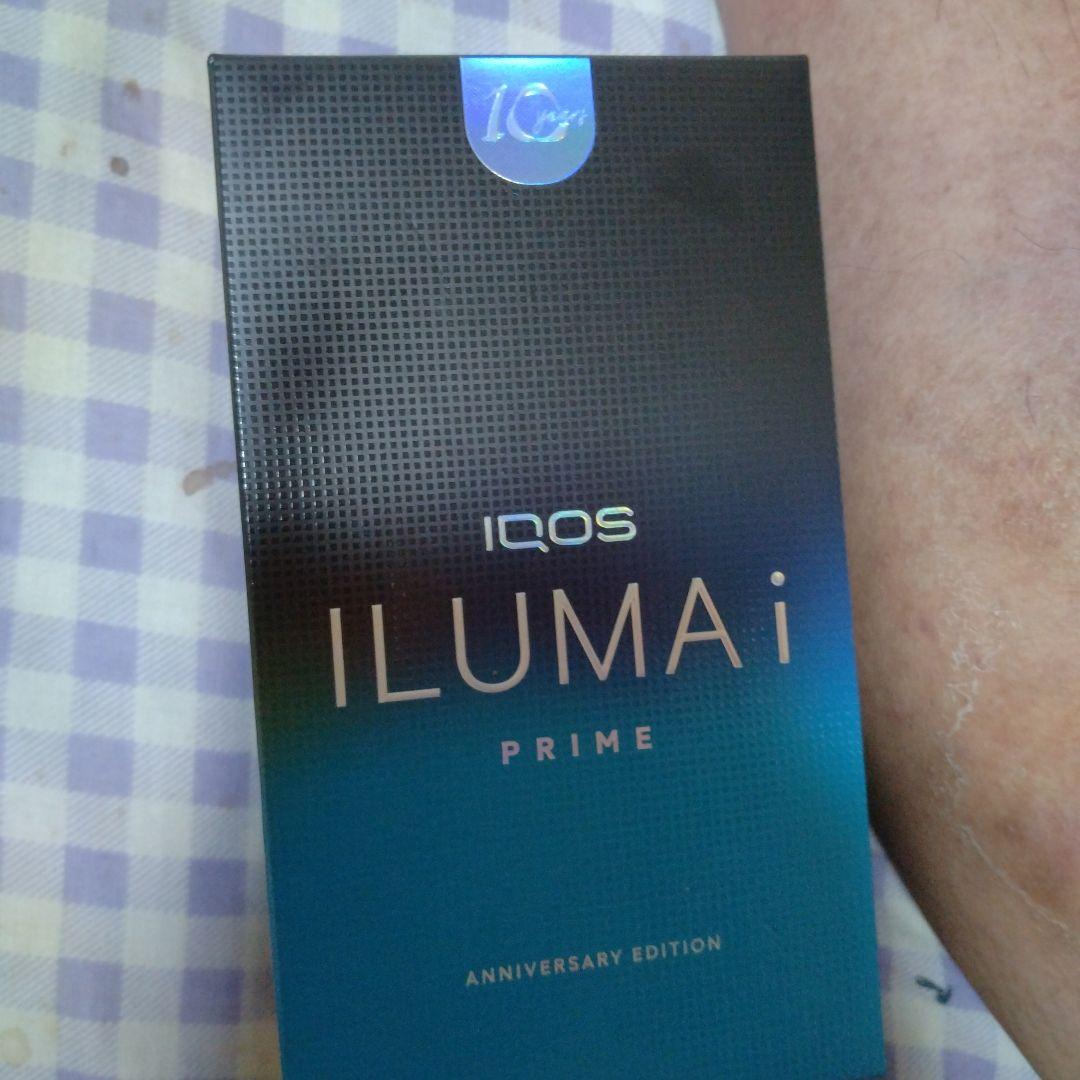 10 years
IQOS
ILUMA i
PRIME
ANNIVERSARY EDITION